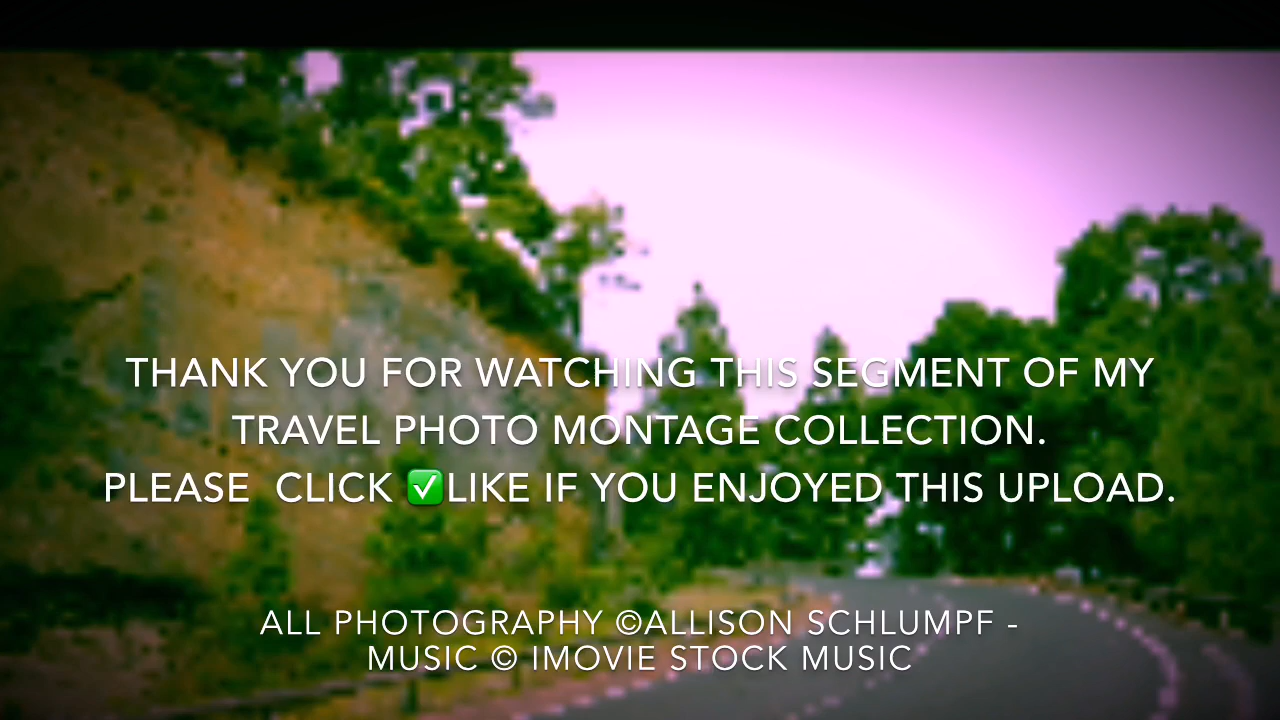 THANK YOU FOR WATCHING THIS SEGMENT OF MY
TRAVEL PHOTO MONTAGE COLLECTION.
PLEASE  CLICK ✅LIKE IF YOU ENJOYED THIS UPLOAD.
ALL PHOTOGRAPHY ©ALLISON SCHLUMPF -
MUSIC © IMOVIE STOCK MUSIC